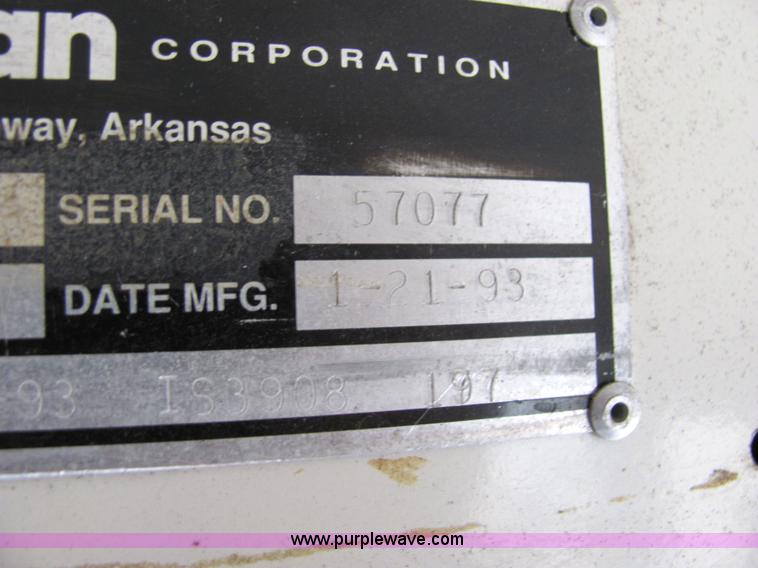 an CORPORATION
way, Arkansas
SERIAL NO. 57077
DATE MFG. 1-21-93
93 IS3908 197
www.purplewave.com